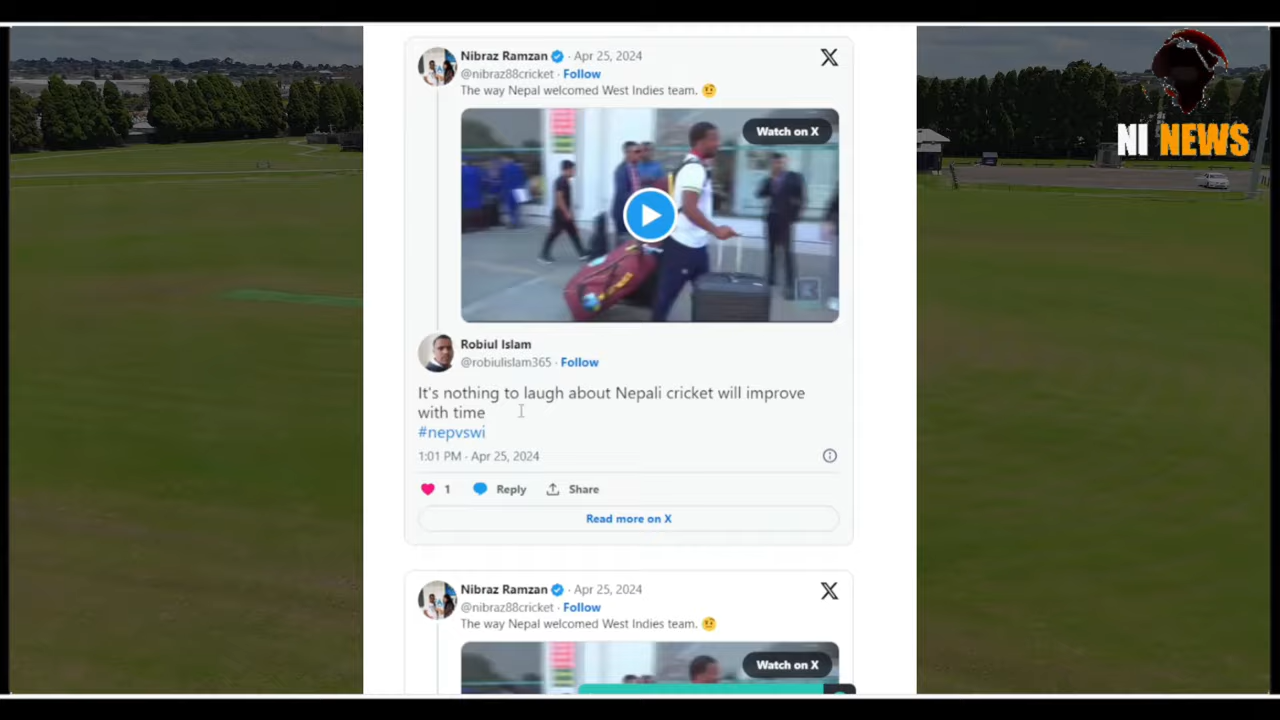 Nibraz Ramzan · Apr 25, 2024
@nibraz88cricket · Follow
The way Nepal welcomed West Indies team. 🤨
Watch on X
Robiul Islam
@robiulislam365 · Follow
It's nothing to laugh about Nepali cricket will improve
with time
#nepvswi
1:01 PM · Apr 25, 2024
1 Reply Share
Read more on X
Nibraz Ramzan · Apr 25, 2024
@nibraz88cricket · Follow
The way Nepal welcomed West Indies team. 🤨
Watch on X
NI NEWS